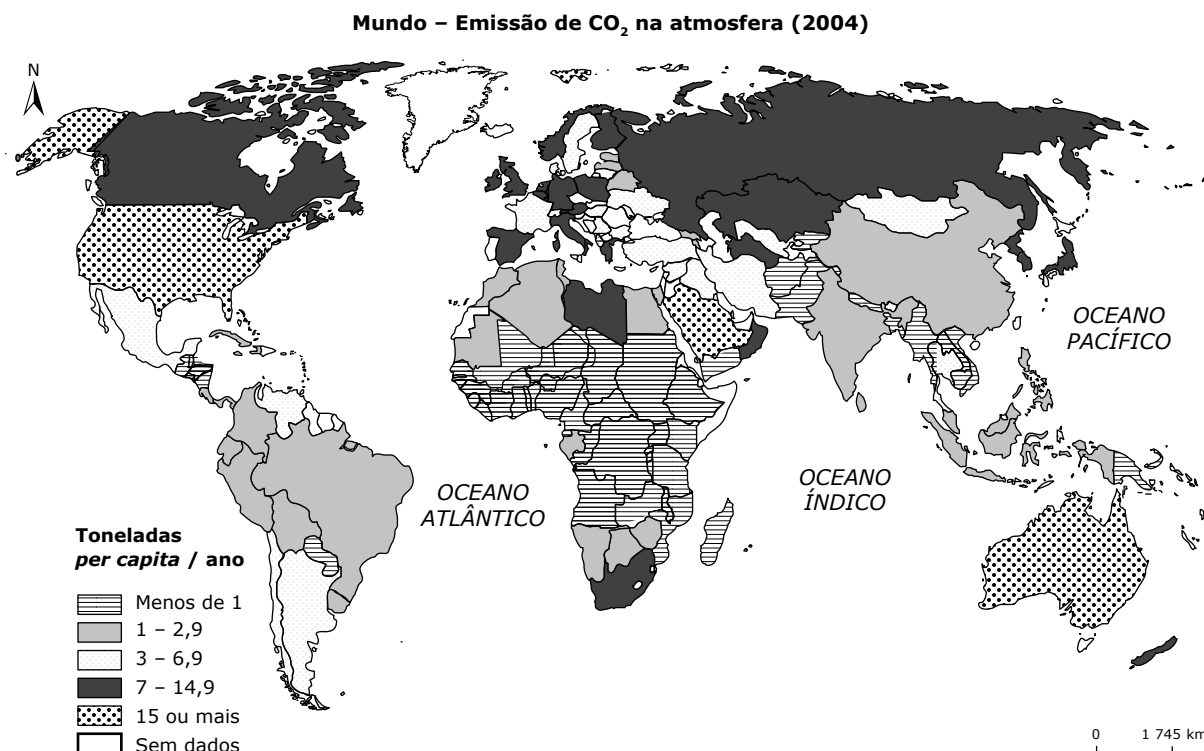 Mundo – Emissão de CO₂ na atmosfera (2004)
N
OCEANO
PACÍFICO
OCEANO
ATLÂNTICO
OCEANO
ÍNDICO
Toneladas
per capita / ano
Menos de 1
1 – 2,9
3 – 6,9
7 – 14,9
15 ou mais
Sem dados
0 1 745 km